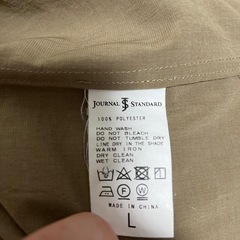 JOURNAL JS STANDARD
100% POLYESTER
HAND WASH
DO NOT BLEACH
DO NOT TUMBLE DRY
LINE DRY IN THE SHADE
WARM IRON
DRY CLEAN
WET CLEAN
MADE IN CHINA
L